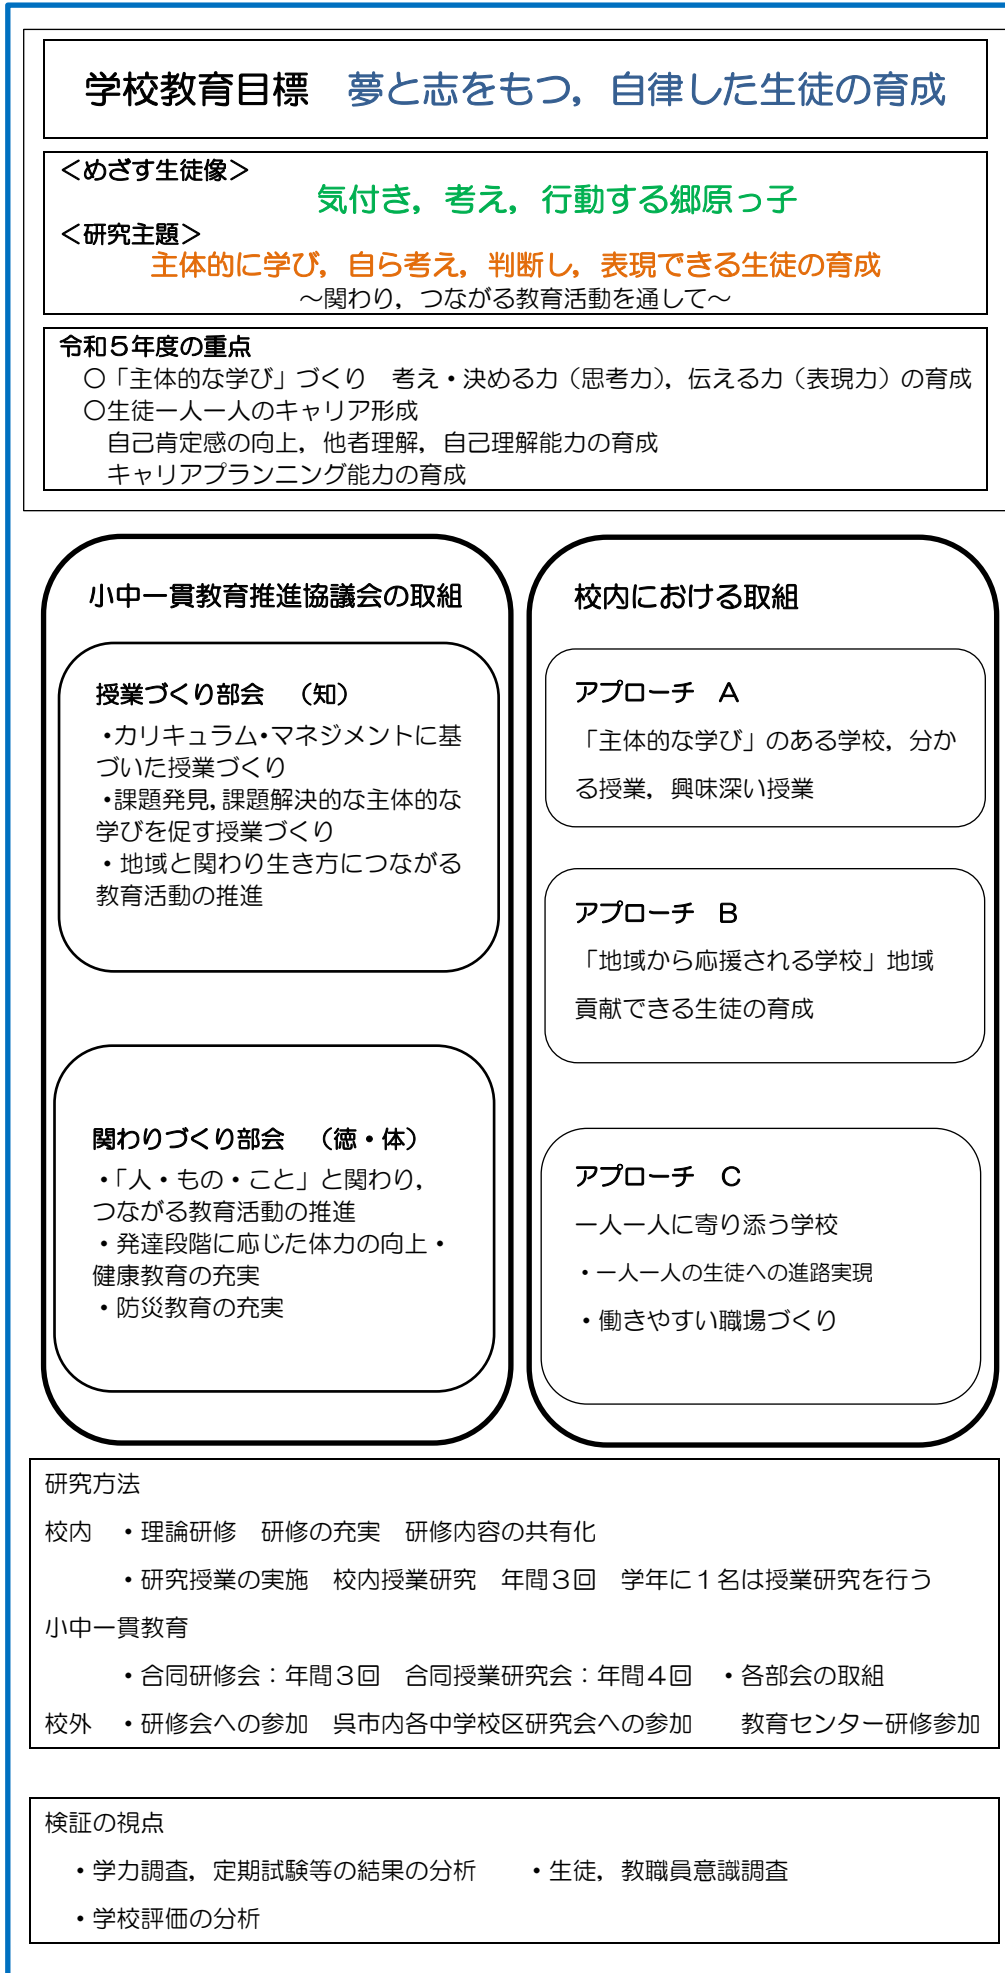 学校教育目標　夢と志をもつ，自律した生徒の育成
＜めざす生徒像＞
気付き，考え，行動する郷原っ子
＜研究主題＞
主体的に学び，自ら考え，判断し，表現できる生徒の育成
～関わり，つながる教育活動を通して～
令和５年度の重点
〇「主体的な学び」づくり　考え・決める力（思考力），伝える力（表現力）の育成
〇生徒一人一人のキャリア形成
自己肯定感の向上，他者理解，自己理解能力の育成
キャリアプランニング能力の育成
小中一貫教育推進協議会の取組
授業づくり部会　（知）
・カリキュラム・マネジメントに基
づいた授業づくり
・課題発見，課題解決的な主体的な
学びを促す授業づくり
・地域と関わり生き方につながる
教育活動の推進
関わりづくり部会　（徳・体）
・「人・もの・こと」と関わり，
つながる教育活動の推進
・発達段階に応じた体力の向上・
健康教育の充実
・防災教育の充実
校内における取組
アプローチ　A
「主体的な学び」のある学校，分か
る授業，興味深い授業
アプローチ　B
「地域から応援される学校」地域
貢献できる生徒の育成
アプローチ　C
一人一人に寄り添う学校
・一人一人の生徒への進路実現
・働きやすい職場づくり
研究方法
校内　・理論研修　研修の充実　研修内容の共有化
・研究授業の実施　校内授業研究　年間３回　学年に１名は授業研究を行う
小中一貫教育
・合同研修会：年間３回　合同授業研究会：年間４回　・各部会の取組
校外　・研修会への参加　呉市内各中学校区研究会への参加　　教育センター研修参加
検証の視点
・学力調査，定期試験等の結果の分析　　・生徒，教職員意識調査
・学校評価の分析